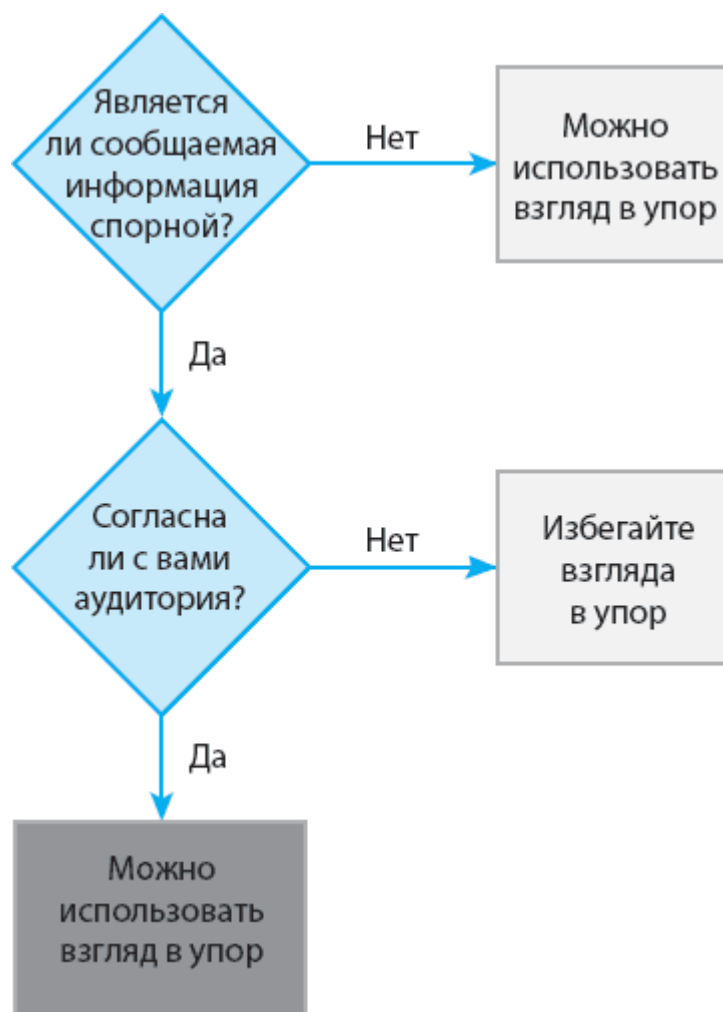 Является
ли сообщаемая
информация
спорной?
Нет
Можно
использовать
взгляд в упор
Да
Согласна
ли с вами
аудитория?
Нет
Избегайте
взгляда
в упор
Да
Можно
использовать
взгляд в упор